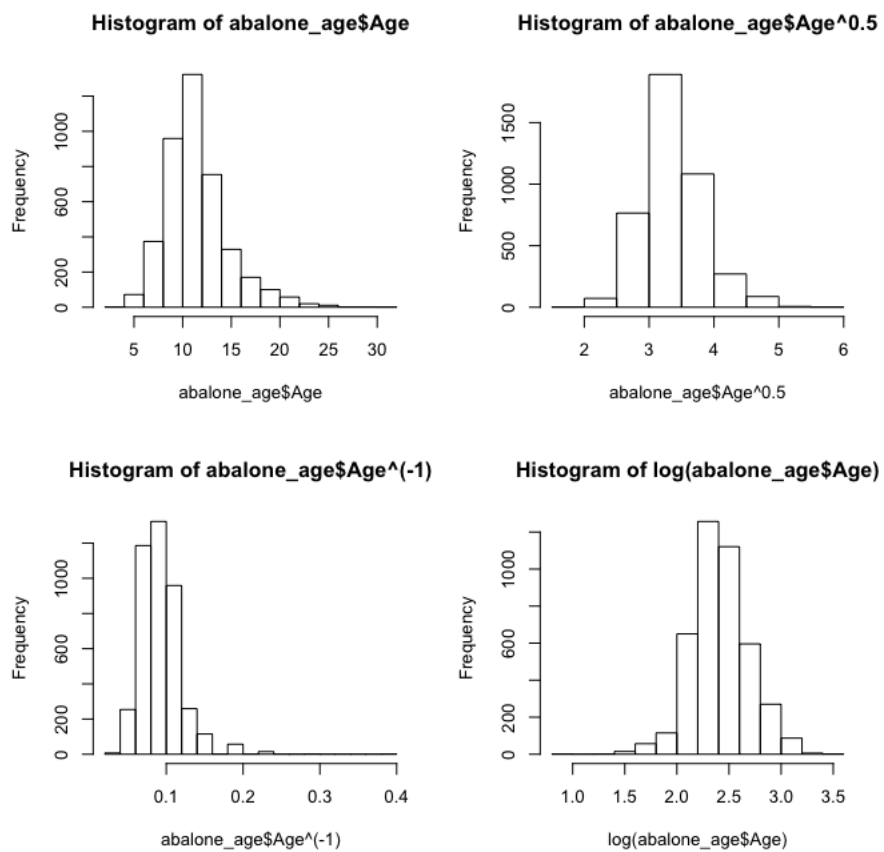 Histogram of abalone_age$Age
Frequency
0 200 600 1000
5 10 15 20 25 30
abalone_age$Age
Histogram of abalone_age$Age^0.5
Frequency
0 500 1000 1500
2 3 4 5 6
abalone_age$Age^0.5
Histogram of abalone_age$Age^(-1)
Frequency
0 200 600 1000
0.1 0.2 0.3 0.4
abalone_age$Age^(-1)
Histogram of log(abalone_age$Age)
Frequency
0 200 600 1000
1.0 1.5 2.0 2.5 3.0 3.5
log(abalone_age$Age)